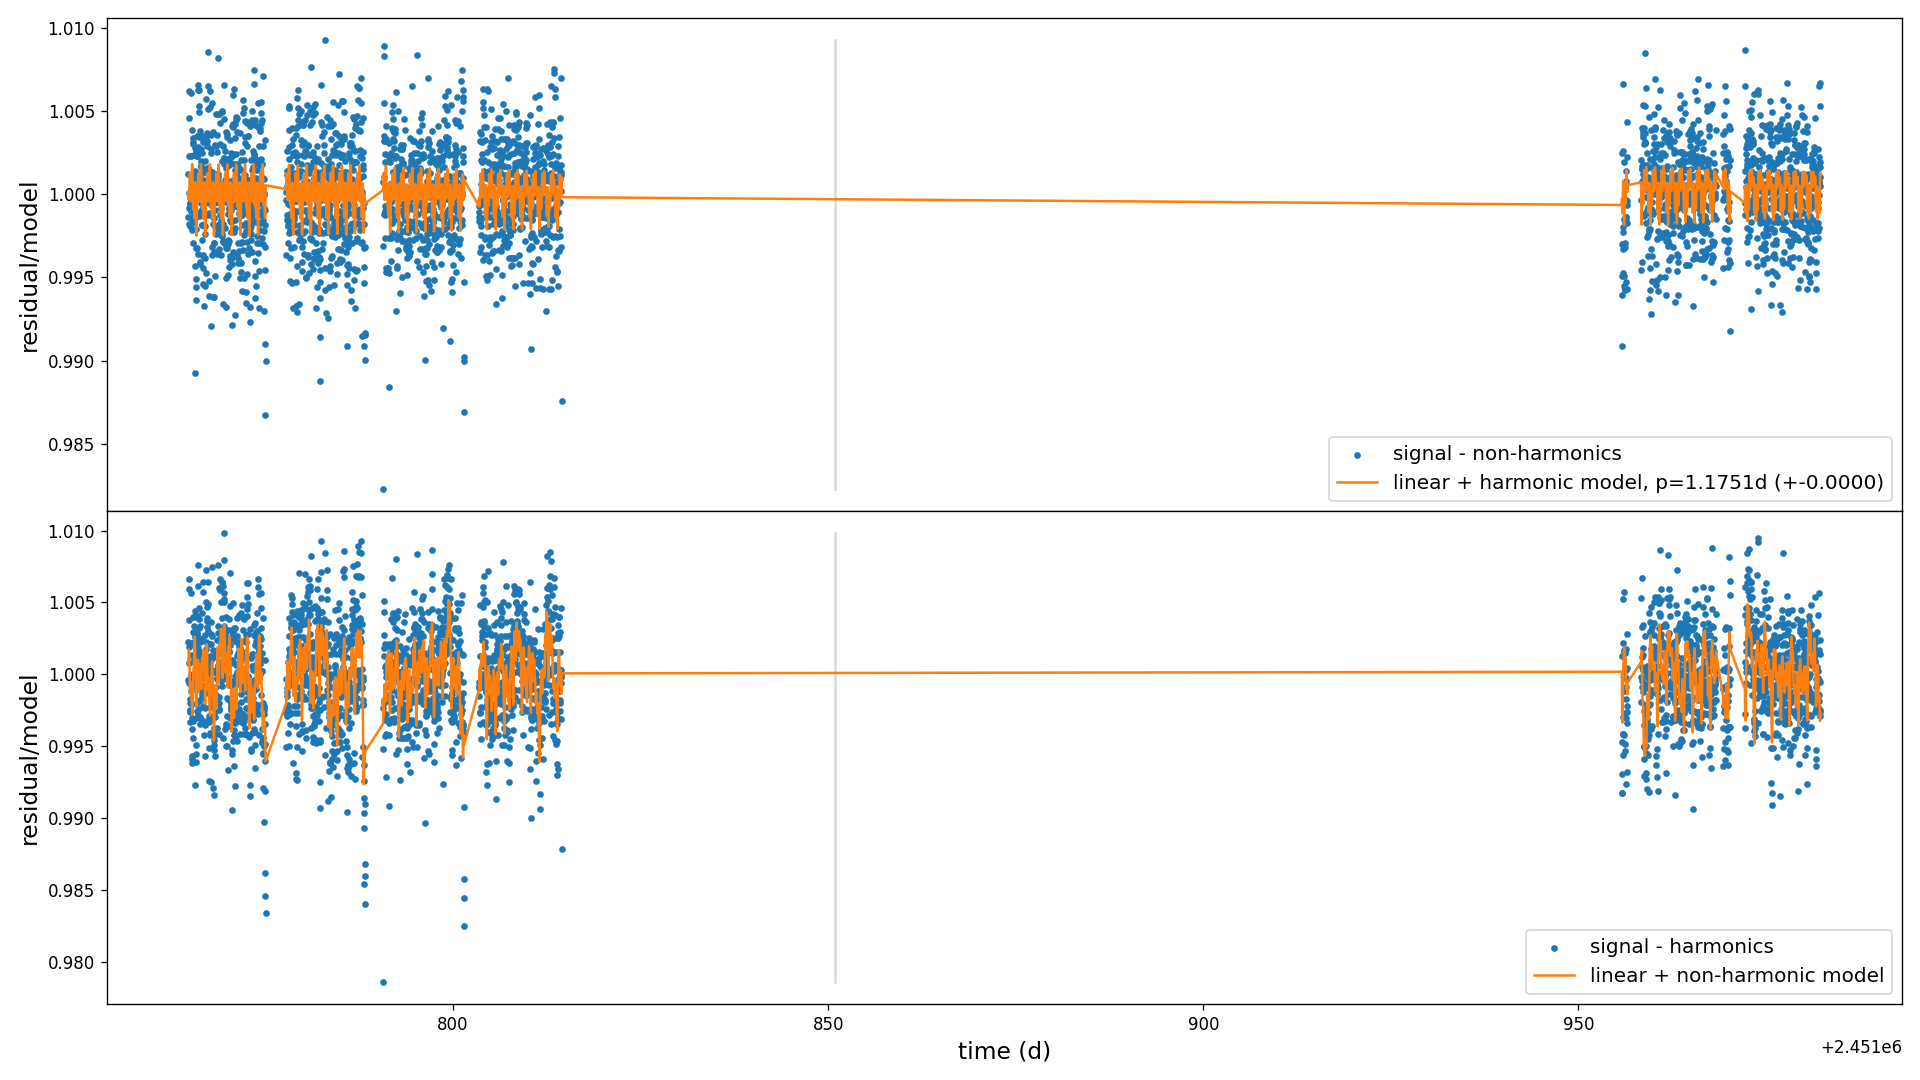 1.010
1.005
1.000
0.995
0.990
0.985
residual/model
signal - non-harmonics
linear + harmonic model, p=1.1751d (+-0.0000)
1.010
1.005
1.000
0.995
0.990
0.985
0.980
residual/model
signal - harmonics
linear + non-harmonic model
800
850
900
950
time (d)
+2.451e6